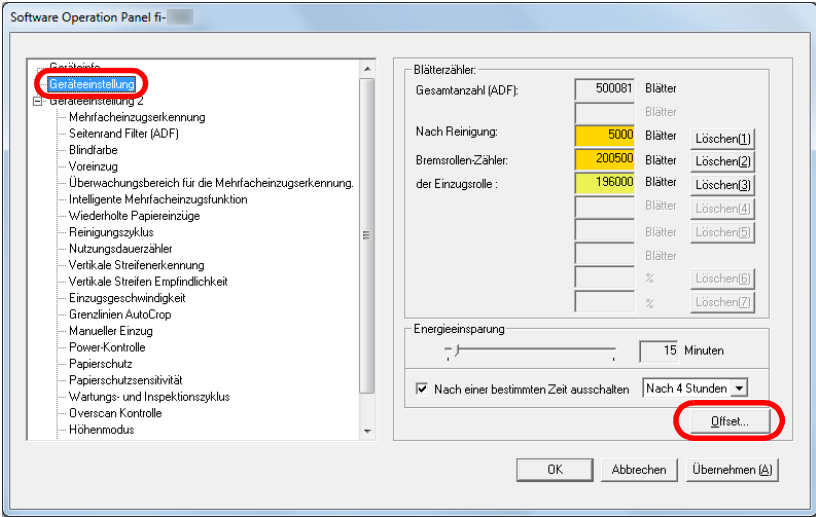 Software Operation Panel fi-
Geräteinfo
Geräteeinstellung
Geräteeinstellung 2
Mehrfacheinzugserkennung
Seitenrand Filter (ADF)
Blindfarbe
Voreinzug
Überwachungsbereich für die Mehrfacheinzugserkennung.
Intelligente Mehrfacheinzugsfunktion
Wiederholte Papiereinzüge
Reinigungszyklus
Nutzungsdauerzähler
Vertikale Streifenerkennung
Vertikale Streifen Empfindlichkeit
Einzugsgeschwindigkeit
Grenzlinien AutoCrop
Manueller Einzug
Power-Kontrolle
Papierschutz
Papierschutzsensitivität
Wartungs- und Inspektionszyklus
Overscan Kontrolle
Höhenmodus
Blätterzähler:
Gesamtanzahl (ADF): 500081 Blätter
Blätter
Nach Reinigung: 5000 Blätter Löschen(1)
Bremsrollen-Zähler: 200500 Blätter Löschen(2)
der Einzugsrolle : 196000 Blätter Löschen(3)
Blätter Löschen(4)
Blätter Löschen(5)
Blätter
% Löschen(6)
% Löschen(7)
Energieeinsparung
15 Minuten
Nach einer bestimmten Zeit ausschalten Nach 4 Stunden
Offset...
OK Abbrechen Übernehmen (A)